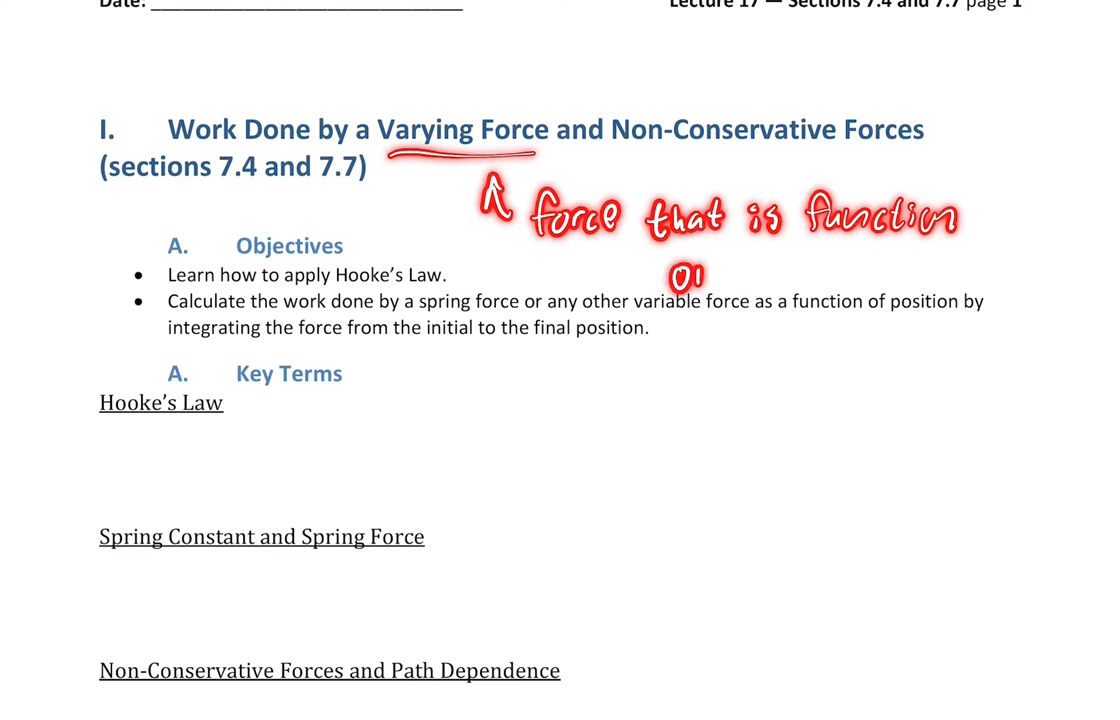 Date: ______________________________ Lecture 17 — Sections 7.4 and 7.7 page 1
I. Work Done by a Varying Force and Non-Conservative Forces
(sections 7.4 and 7.7)
force that is function
A. Objectives
• Learn how to apply Hooke's Law.
• Calculate the work done by a spring force or any other variable force as a function of position by
integrating the force from the initial to the final position.
A. Key Terms
Hooke's Law
Spring Constant and Spring Force
Non-Conservative Forces and Path Dependence